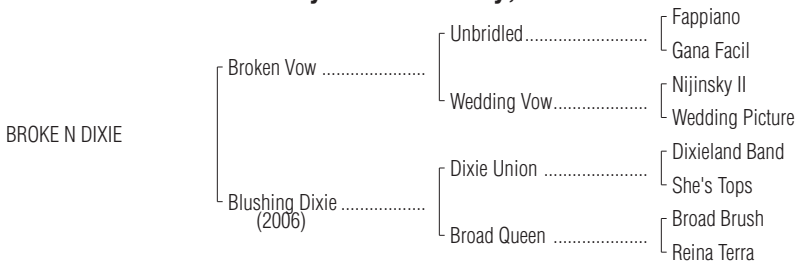 Fappiano
Unbridled..........................
Gana Facil
Broken Vow ......................
Nijinsky II
Wedding Vow....................
Wedding Picture
BROKE N DIXIE
Dixieland Band
Dixie Union ......................
She's Tops
Blushing Dixie ..................
(2006)
Broad Brush
Broad Queen ....................
Reina Terra